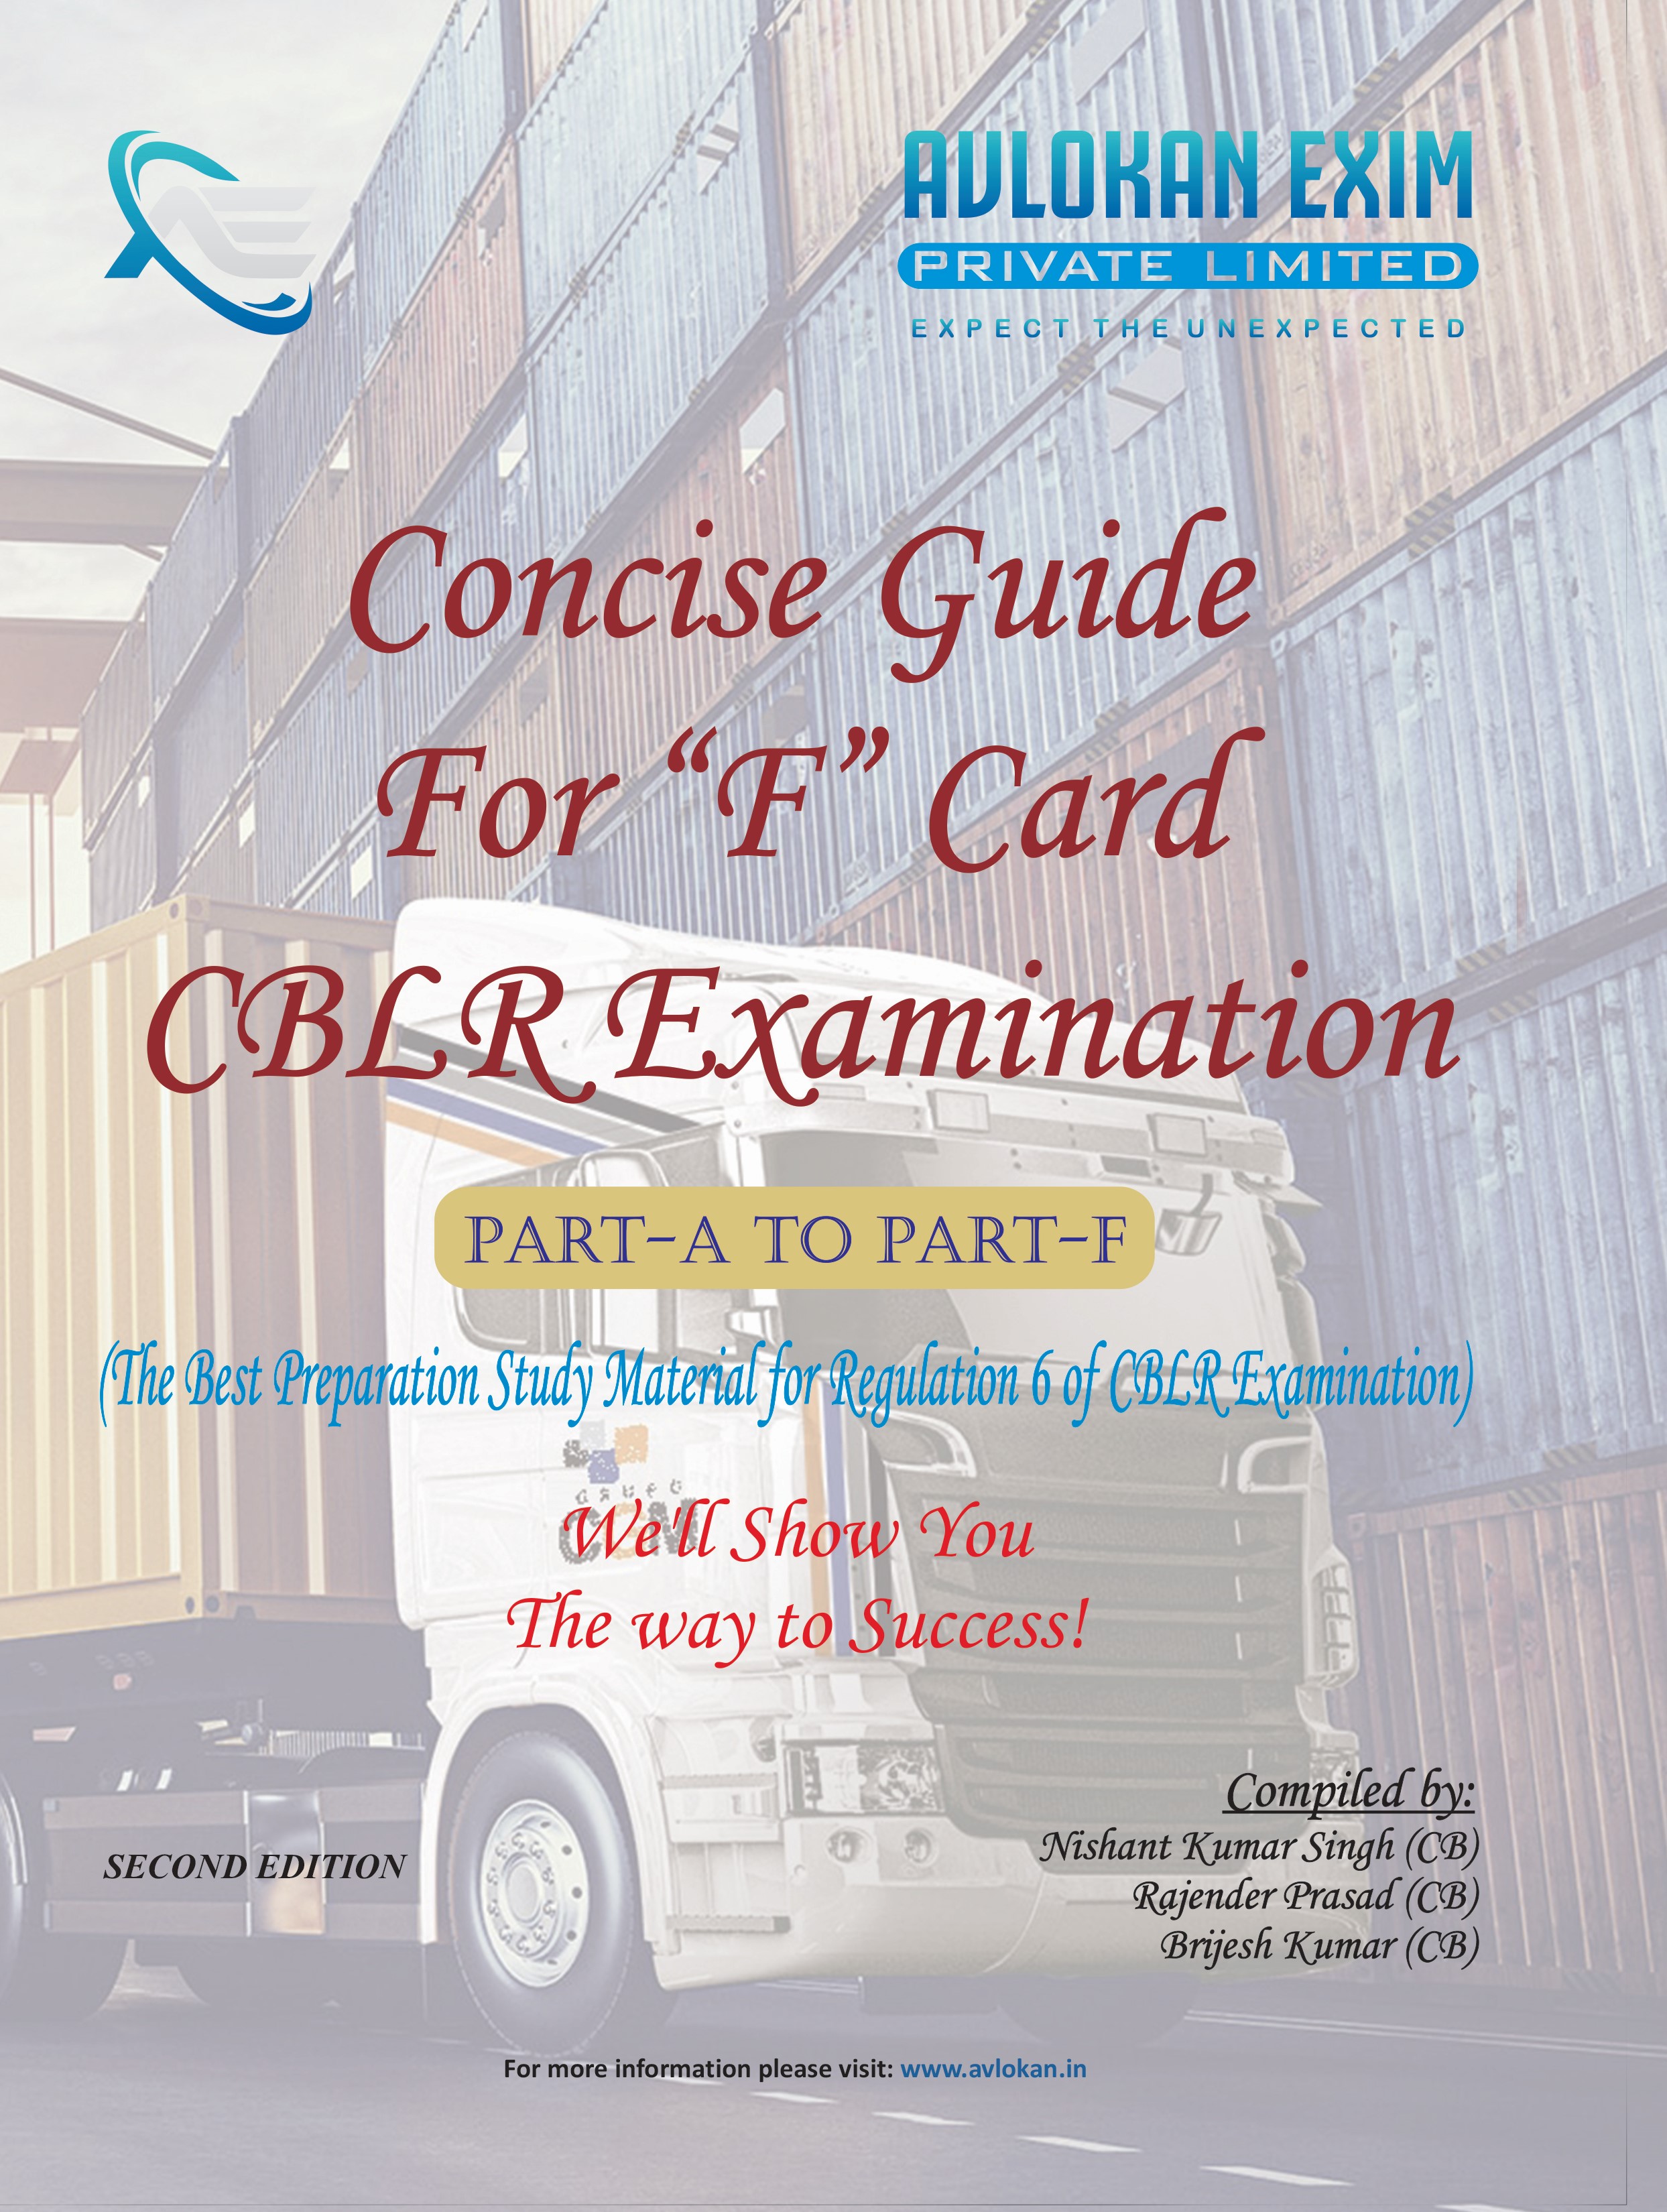 AE
AVLOKAN EXIM
PRIVATE LIMITED
EXPECT THE UNEXPECTED
Concise Guide
For “F” Card
CBLR Examination
PART-A TO PART-F
(The Best Preparation Study Material for Regulation 6 of CBLR Examination)
We'll Show You
The way to Success!
Compiled by:
Nishant Kumar Singh (CB)
Rajender Prasad (CB)
Brijesh Kumar (CB)
SECOND EDITION
For more information please visit: www.avlokan.in